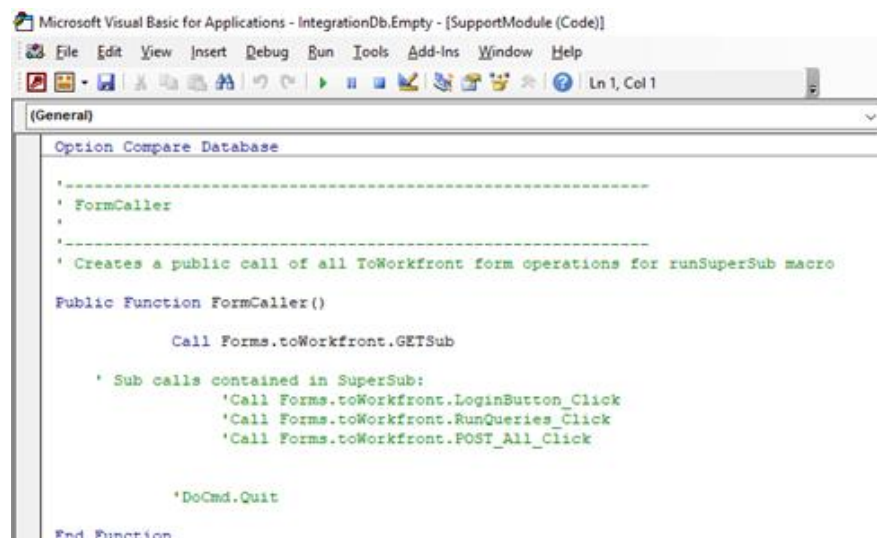 Microsoft Visual Basic for Applications - IntegrationDb.Empty - [SupportModule (Code)]
File Edit View Insert Debug Run Tools Add-Ins Window Help
Ln 1, Col 1
(General)
Option Compare Database
'------------------------------------------------------------
' FormCaller
'
'------------------------------------------------------------
' Creates a public call of all ToWorkfront form operations for runSuperSub macro
Public Function FormCaller()
Call Forms.toWorkfront.GETSub
' Sub calls contained in SuperSub:
'Call Forms.toWorkfront.LoginButton_Click
'Call Forms.toWorkfront.RunQueries_Click
'Call Forms.toWorkfront.POST_All_Click
'DoCmd.Quit
End Function